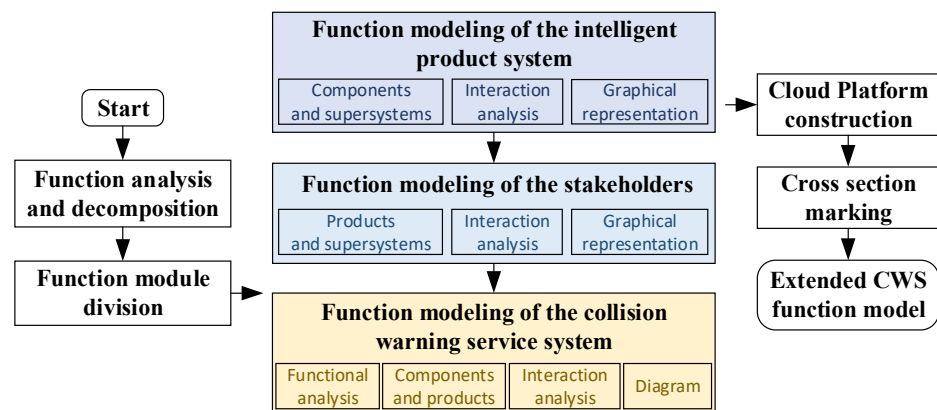 Start
Function analysis
and decomposition
Function module
division
Function modeling of the intelligent
product system
Components
and supersystems
Interaction
analysis
Graphical
representation
Function modeling of the stakeholders
Products
and supersystems
Interaction
analysis
Graphical
representation
Function modeling of the collision
warning service system
Functional
analysis
Components
and products
Interaction
analysis
Diagram
Cloud Platform
construction
Cross section
marking
Extended CWS
function model